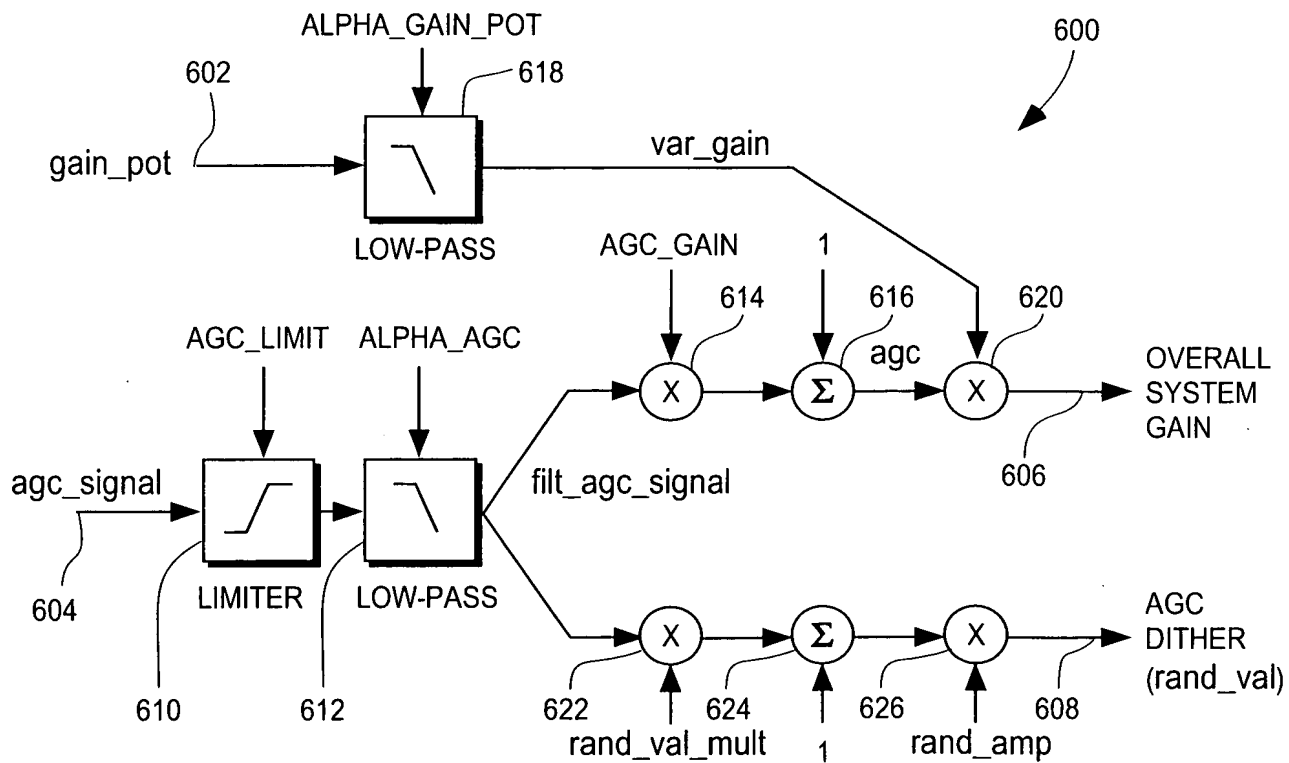 ALPHA_GAIN_POT
600
602
618
gain_pot
var_gain
LOW-PASS
AGC_GAIN
1
614
616
620
AGC_LIMIT
ALPHA_AGC
agc
X
Σ
X
OVERALL
SYSTEM
GAIN
606
agc_signal
filt_agc_signal
604
LIMITER
LOW-PASS
X
Σ
X
AGC
DITHER
(rand_val)
610
612
622
624
626
608
rand_val_mult
1
rand_amp